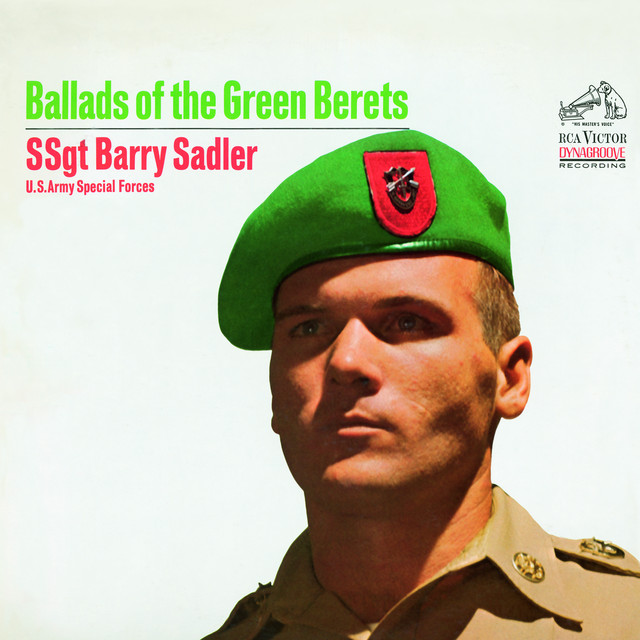 Ballads of the Green Berets
SSgt Barry Sadler
U.S.Army Special Forces
"HIS MASTER'S VOICE"
RCA VICTOR
DYNAGROOVE
RECORDING